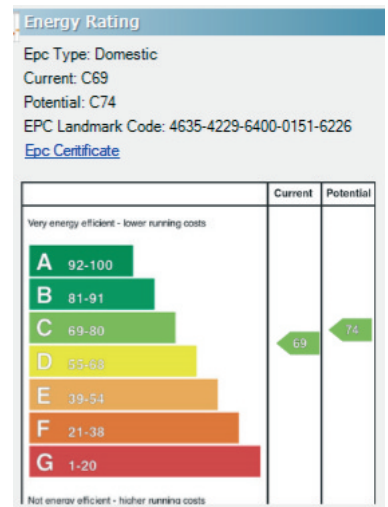 Energy Rating
Epc Type: Domestic
Current: C69
Potential: C74
EPC Landmark Code: 4635-4229-6400-0151-6226
Epc Certificate
Current Potential
Very energy efficient - lower running costs
A 92-100
B 81-91
C 69-80
D 55-68
E 39-54
F 21-38
G 1-20
69
74
Not energy efficient - higher running costs